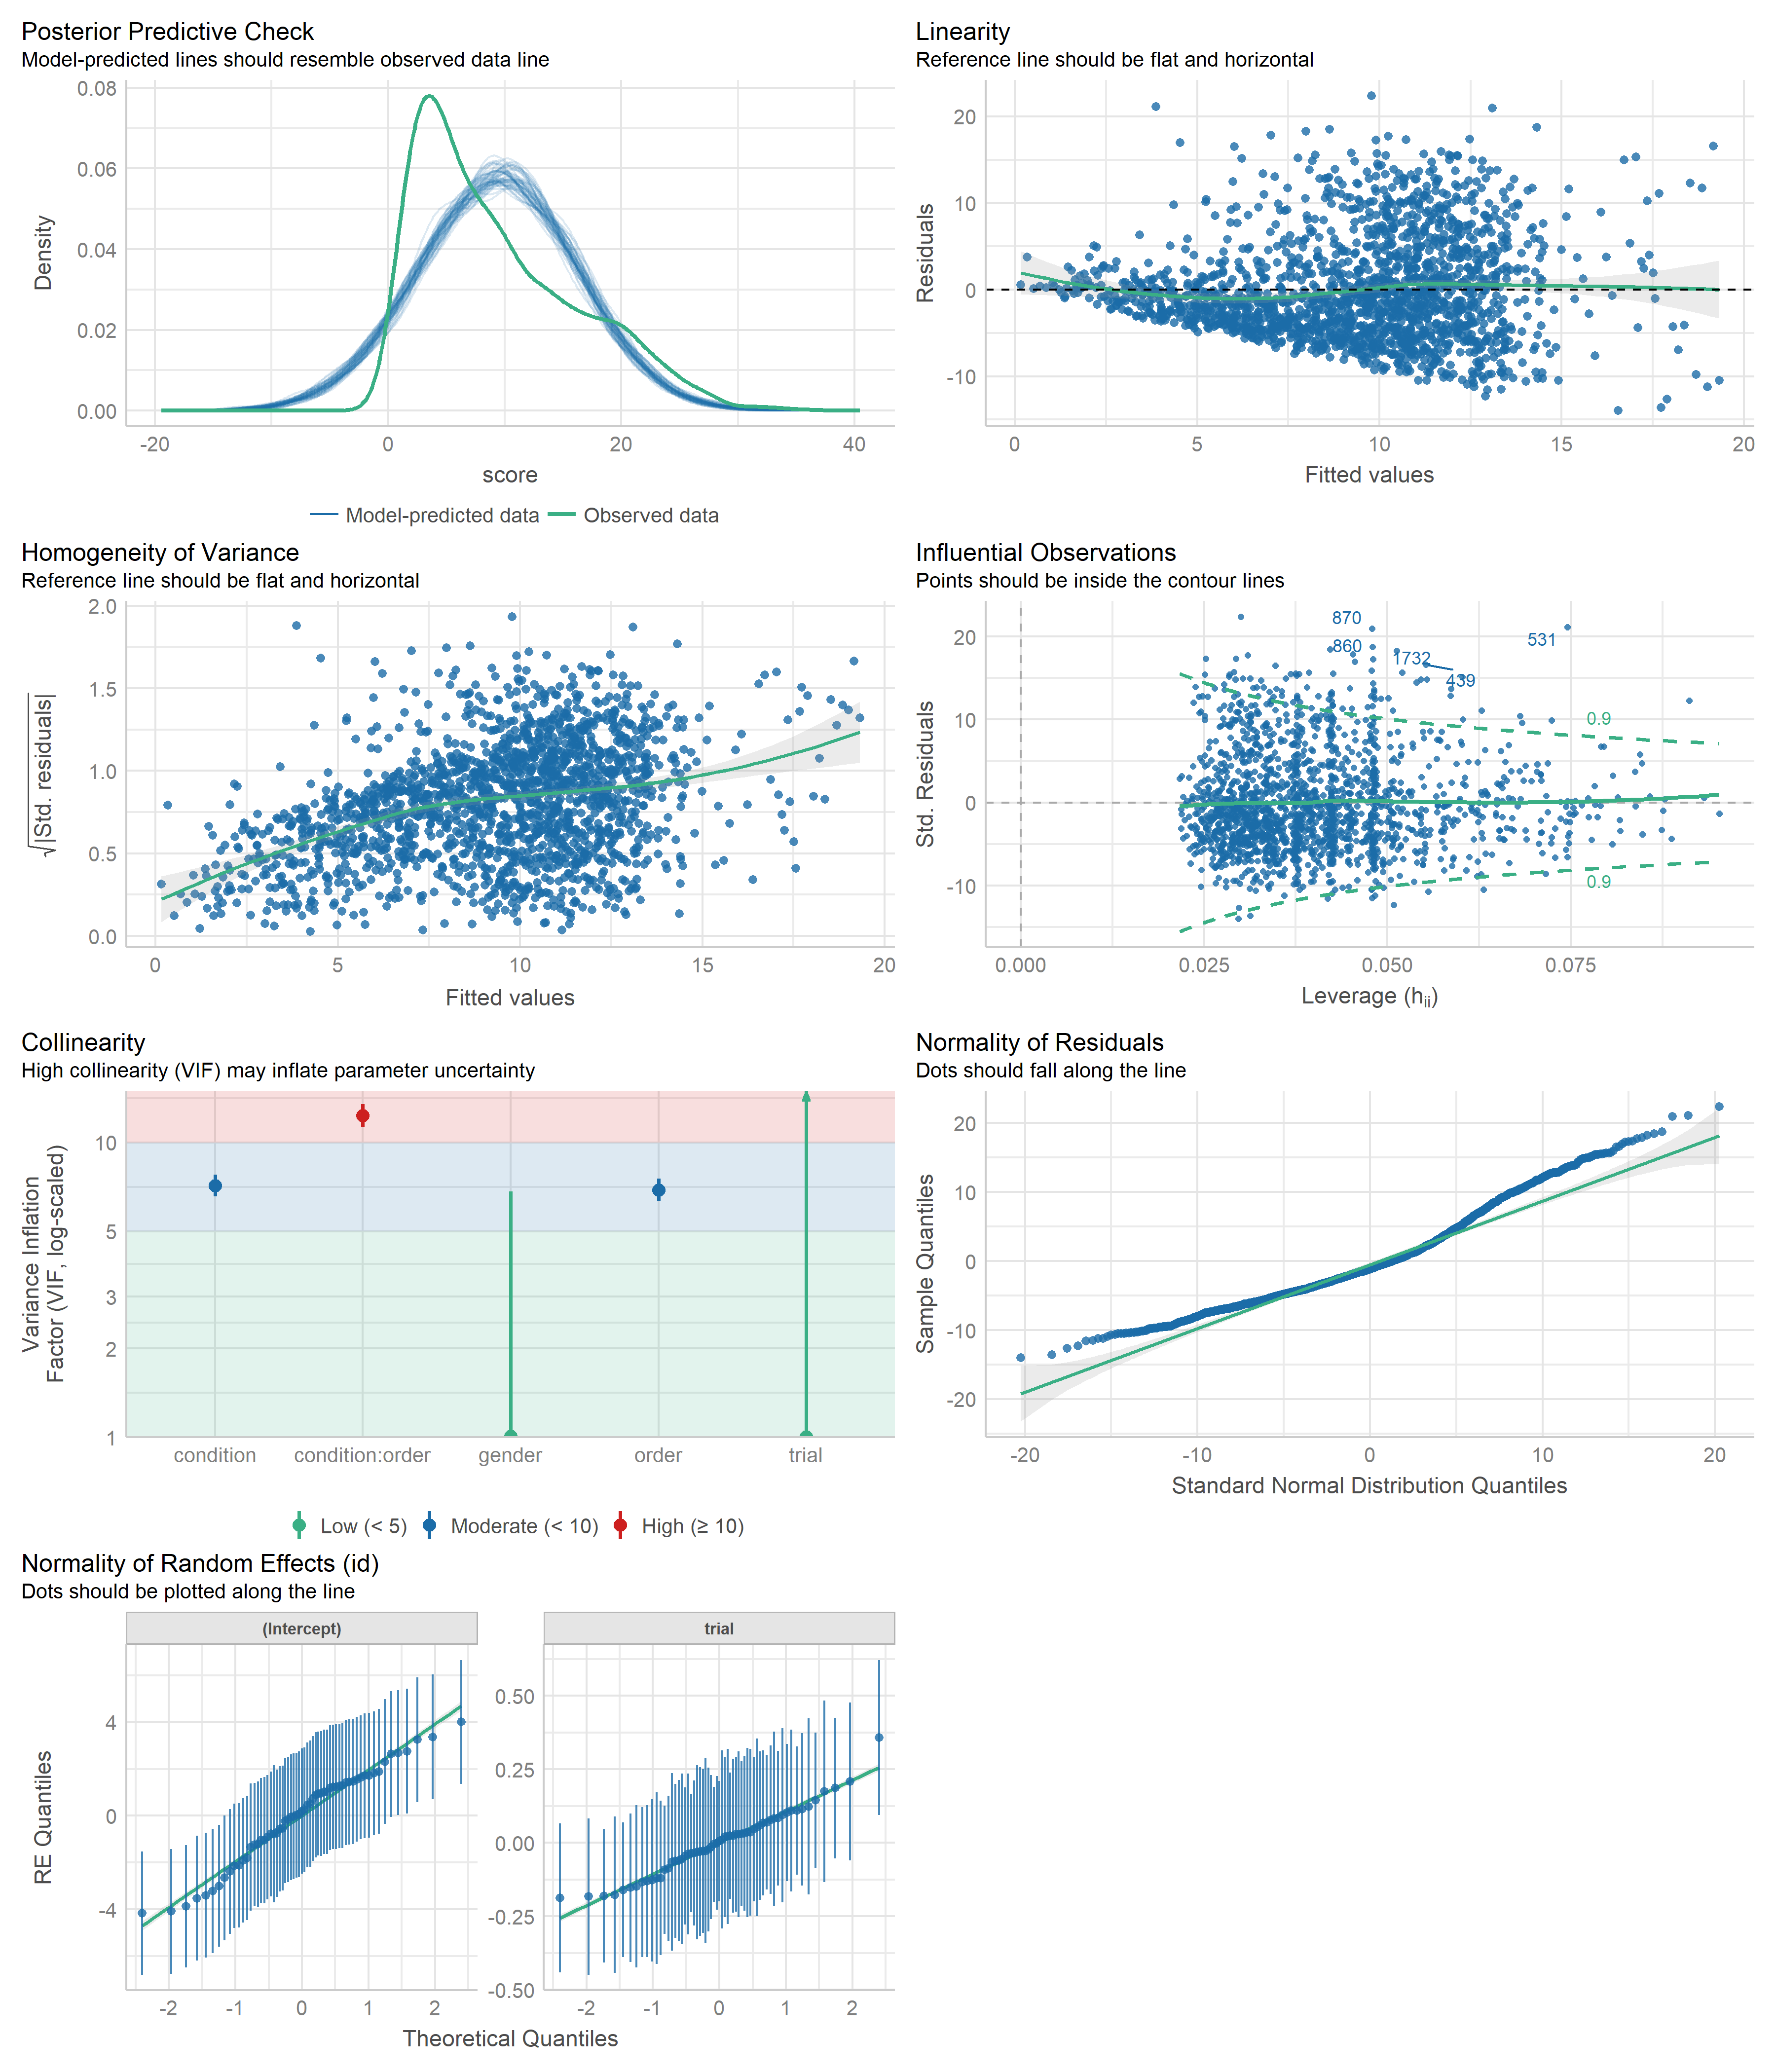 Posterior Predictive Check
Model-predicted lines should resemble observed data line
0.08
0.06
0.04
0.02
0.00
Density
-20
0
20
40
score
Model-predicted data
Observed data
Linearity
Reference line should be flat and horizontal
20
10
0
-10
Residuals
0
5
10
15
20
Fitted values
Homogeneity of Variance
Reference line should be flat and horizontal
2.0
1.5
1.0
0.5
0.0
√|Std. residuals|
0
5
10
15
20
Fitted values
Influential Observations
Points should be inside the contour lines
870
860
1732
439
531
0.9
0.9
20
10
0
-10
Std. Residuals
0.000
0.025
0.050
0.075
Leverage (hii)
Collinearity
High collinearity (VIF) may inflate parameter uncertainty
10
5
3
2
1
Variance Inflation
Factor (VIF, log-scaled)
condition
condition:order
gender
order
trial
Low (< 5)
Moderate (< 10)
High (≥ 10)
Normality of Residuals
Dots should fall along the line
20
10
0
-10
-20
Sample Quantiles
-20
-10
0
10
20
Standard Normal Distribution Quantiles
Normality of Random Effects (id)
Dots should be plotted along the line
(Intercept)
trial
4
0
-4
RE Quantiles
0.50
0.25
0.00
-0.25
-0.50
-2
-1
0
1
2
-2
-1
0
1
2
Theoretical Quantiles